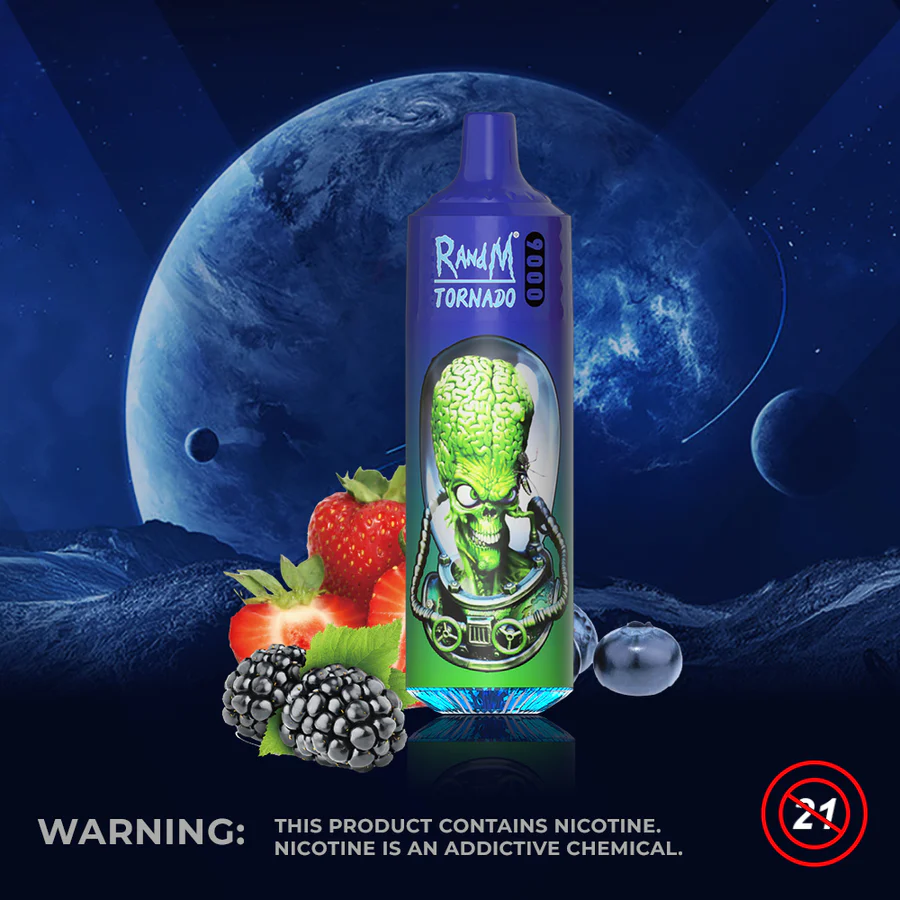 RandM®
TORNADO
9000
WARNING:
THIS PRODUCT CONTAINS NICOTINE.
NICOTINE IS AN ADDICTIVE CHEMICAL.
21